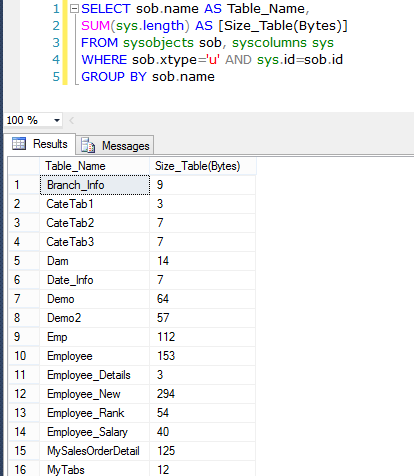 1 SELECT sob.name AS Table_Name,
2 SUM(sys.length) AS [Size_Table(Bytes)]
3 FROM sysobjects sob, syscolumns sys
4 WHERE sob.xtype='u' AND sys.id=sob.id
5 GROUP BY sob.name
100 %
Results Messages
Table_Name Size_Table(Bytes)
1 Branch_Info 9
2 CateTab1 3
3 CateTab2 7
4 CateTab3 7
5 Dam 14
6 Date_Info 7
7 Demo 64
8 Demo2 57
9 Emp 112
10 Employee 153
11 Employee_Details 3
12 Employee_New 294
13 Employee_Rank 54
14 Employee_Salary 40
15 MySalesOrderDetail 125
16 MyTabs 12